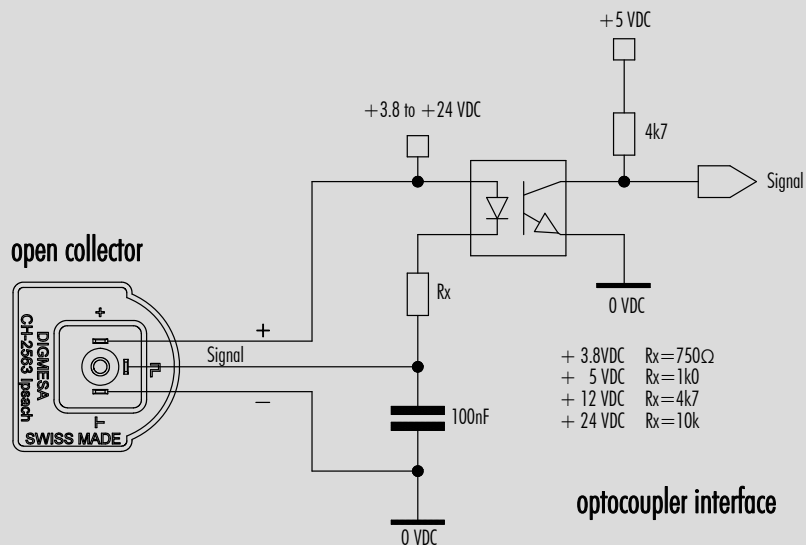 +5 VDC
+3.8 to +24 VDC
4k7
Signal
open collector
0 VDC
Rx
+
DIGMESA
CH-2563 Ipsach
SWISS MADE
+
Signal
−
100nF
+ 3.8VDC Rx=750Ω
+ 5 VDC Rx=1k0
+ 12 VDC Rx=4k7
+ 24 VDC Rx=10k
optocoupler interface
0 VDC